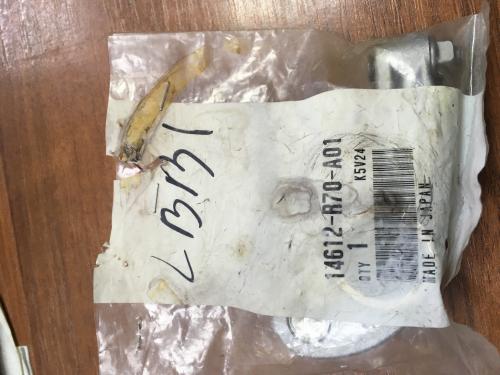 14612-R70-A01
K5V24
QTY 1
MADE IN JAPAN